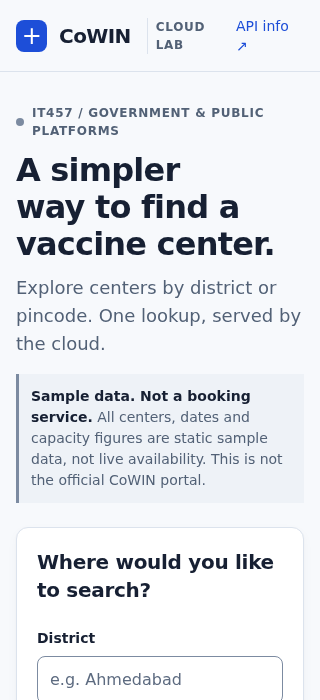 CoWIN
CLOUD
LAB
API info
↗
IT457 / GOVERNMENT & PUBLIC
PLATFORMS
A simpler
way to find a
vaccine center.
Explore centers by district or
pincode. One lookup, served by
the cloud.
Sample data. Not a booking
service. All centers, dates and
capacity figures are static sample
data, not live availability. This is not
the official CoWIN portal.
Where would you like
to search?
District
e.g. Ahmedabad